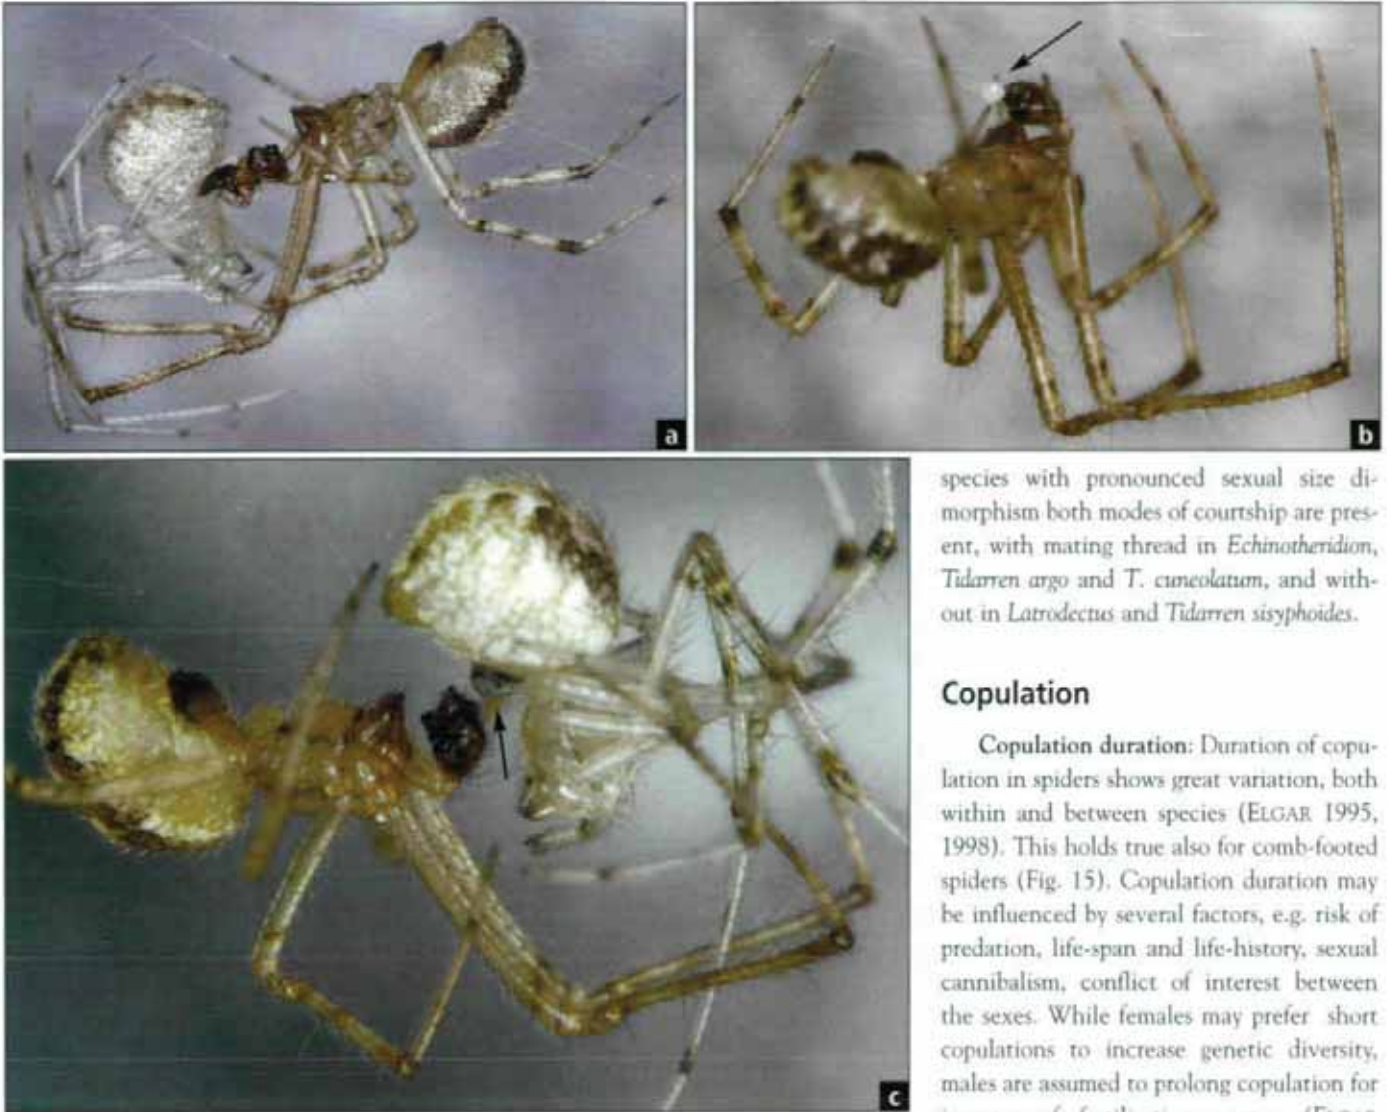 a
b
c
species with pronounced sexual size di-
morphism both modes of courtship are pres-
ent, with mating thread in Echinotheridion,
Tidarren argo and T. cuneolatum, and with-
out in Latrodectus and Tidarren sisyphoides.
Copulation
Copulation duration: Duration of copu-
lation in spiders shows great variation, both
within and between species (ELGAR 1995,
1998). This holds true also for comb-footed
spiders (Fig. 15). Copulation duration may
be influenced by several factors, e.g. risk of
predation, life-span and life-history, sexual
cannibalism, conflict of interest between
the sexes. While females may prefer short
copulations to increase genetic diversity,
males are assumed to prolong copulation for